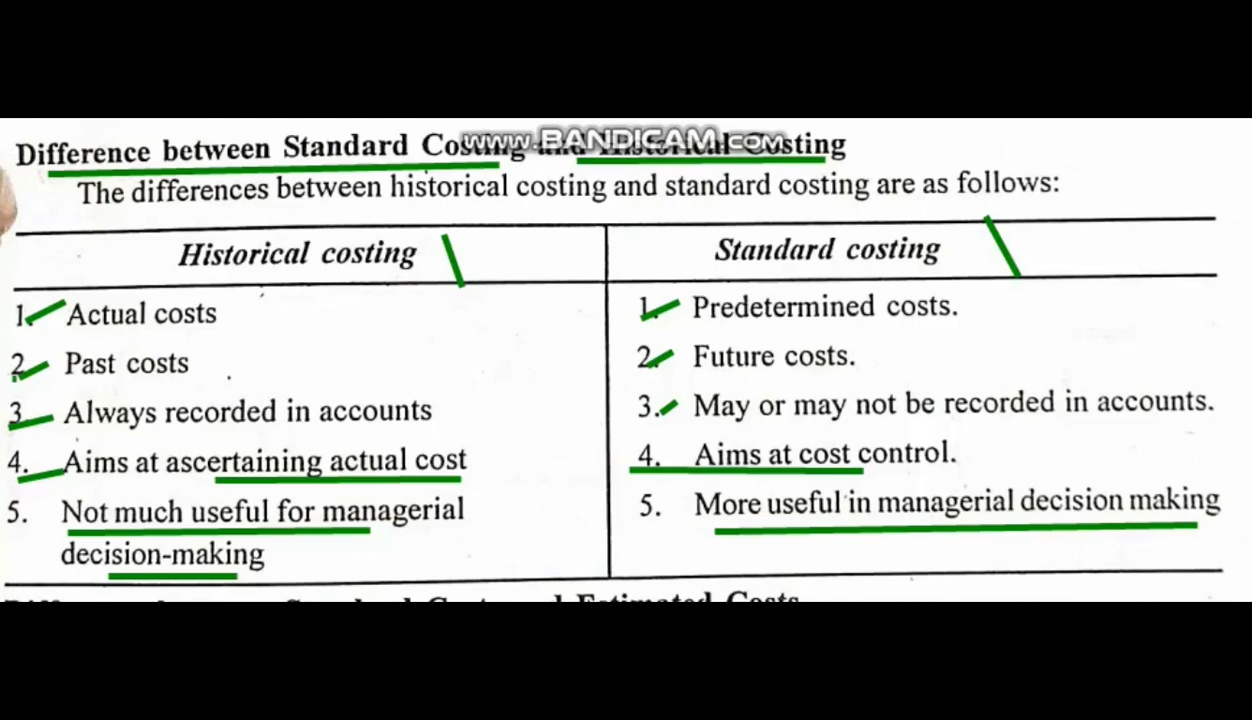 www.BANDICAM.com
Difference between Standard Costing and Historical Costing
The differences between historical costing and standard costing are as follows:
Historical costing
Standard costing
1. Actual costs
1. Predetermined costs.
2. Past costs
2. Future costs.
3. Always recorded in accounts
3. May or may not be recorded in accounts.
4. Aims at ascertaining actual cost
4. Aims at cost control.
5. Not much useful for managerial
decision-making
5. More useful in managerial decision making